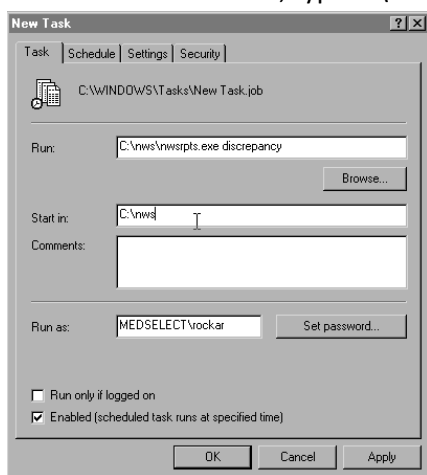 New Task
Task Schedule Settings Security
C:\WINDOWS\Tasks\New Task.job
Run: C:\nws\nwsrpts.exe discrepancy
Browse...
Start in: C:\nws
Comments:
Run as: MEDSELECT\rockar Set password...
Run only if logged on
Enabled (scheduled task runs at specified time)
OK Cancel Apply